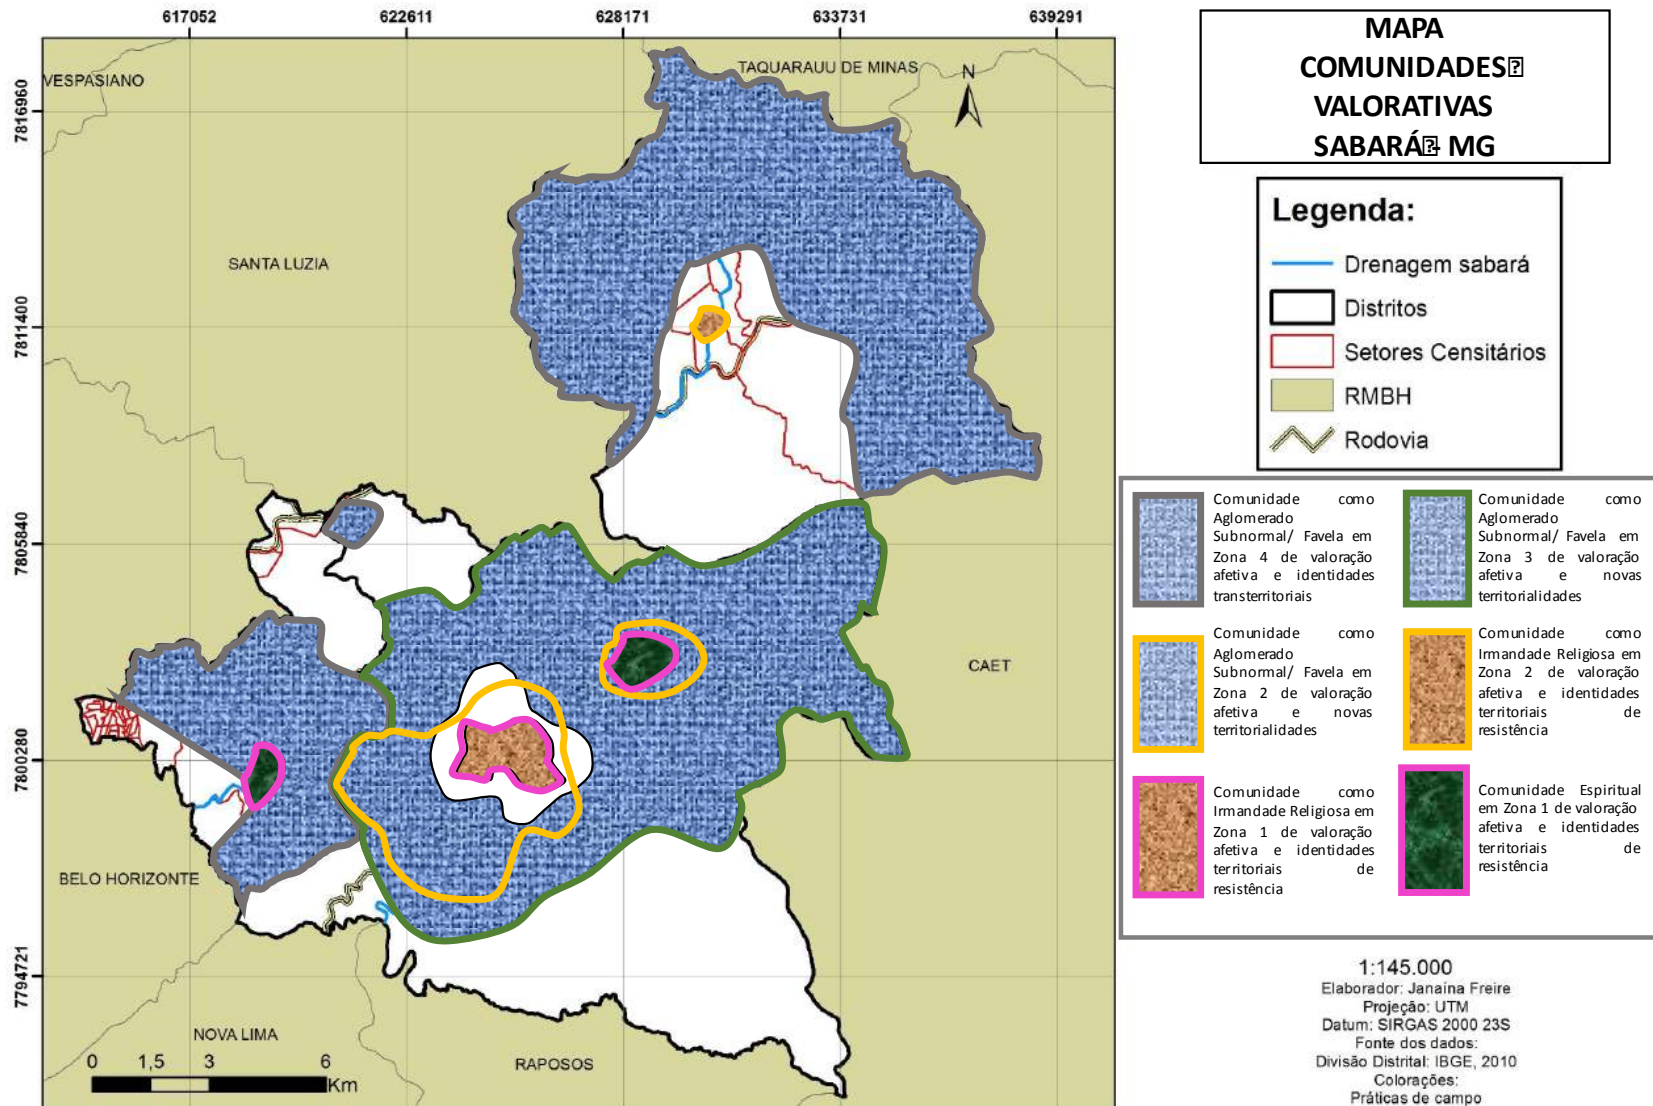 617052 622611 628171 633731 639291
7816960
7811400
7805840
7800280
7794721
VESPASIANO
TAQUARAUU DE MINAS
N
SANTA LUZIA
CAET
BELO HORIZONTE
NOVA LIMA
RAPOSOS
0 1,5 3 6
Km
MAPA
COMUNIDADES
VALORATIVAS
SABARÁ- MG
Legenda:
Drenagem sabará
Distritos
Setores Censitários
RMBH
Rodovia
Comunidade como
Aglomerado
Subnormal/ Favela em
Zona 4 de valoração
afetiva e identidades
transterritoriais
Comunidade como
Aglomerado
Subnormal/ Favela em
Zona 3 de valoração
afetiva e novas
territorialidades
Comunidade como
Aglomerado
Subnormal/ Favela em
Zona 2 de valoração
afetiva e novas
territorialidades
Comunidade como
Irmandade Religiosa em
Zona 2 de valoração
afetiva e identidades
territoriais de
resistência
Comunidade como
Irmandade Religiosa em
Zona 1 de valoração
afetiva e identidades
territoriais de
resistência
Comunidade Espiritual
em Zona 1 de valoração
afetiva e identidades
territoriais de
resistência
1:145.000
Elaborador: Janaína Freire
Projeção: UTM
Datum: SIRGAS 2000 23S
Fonte dos dados:
Divisão Distrital: IBGE, 2010
Colorações:
Práticas de campo